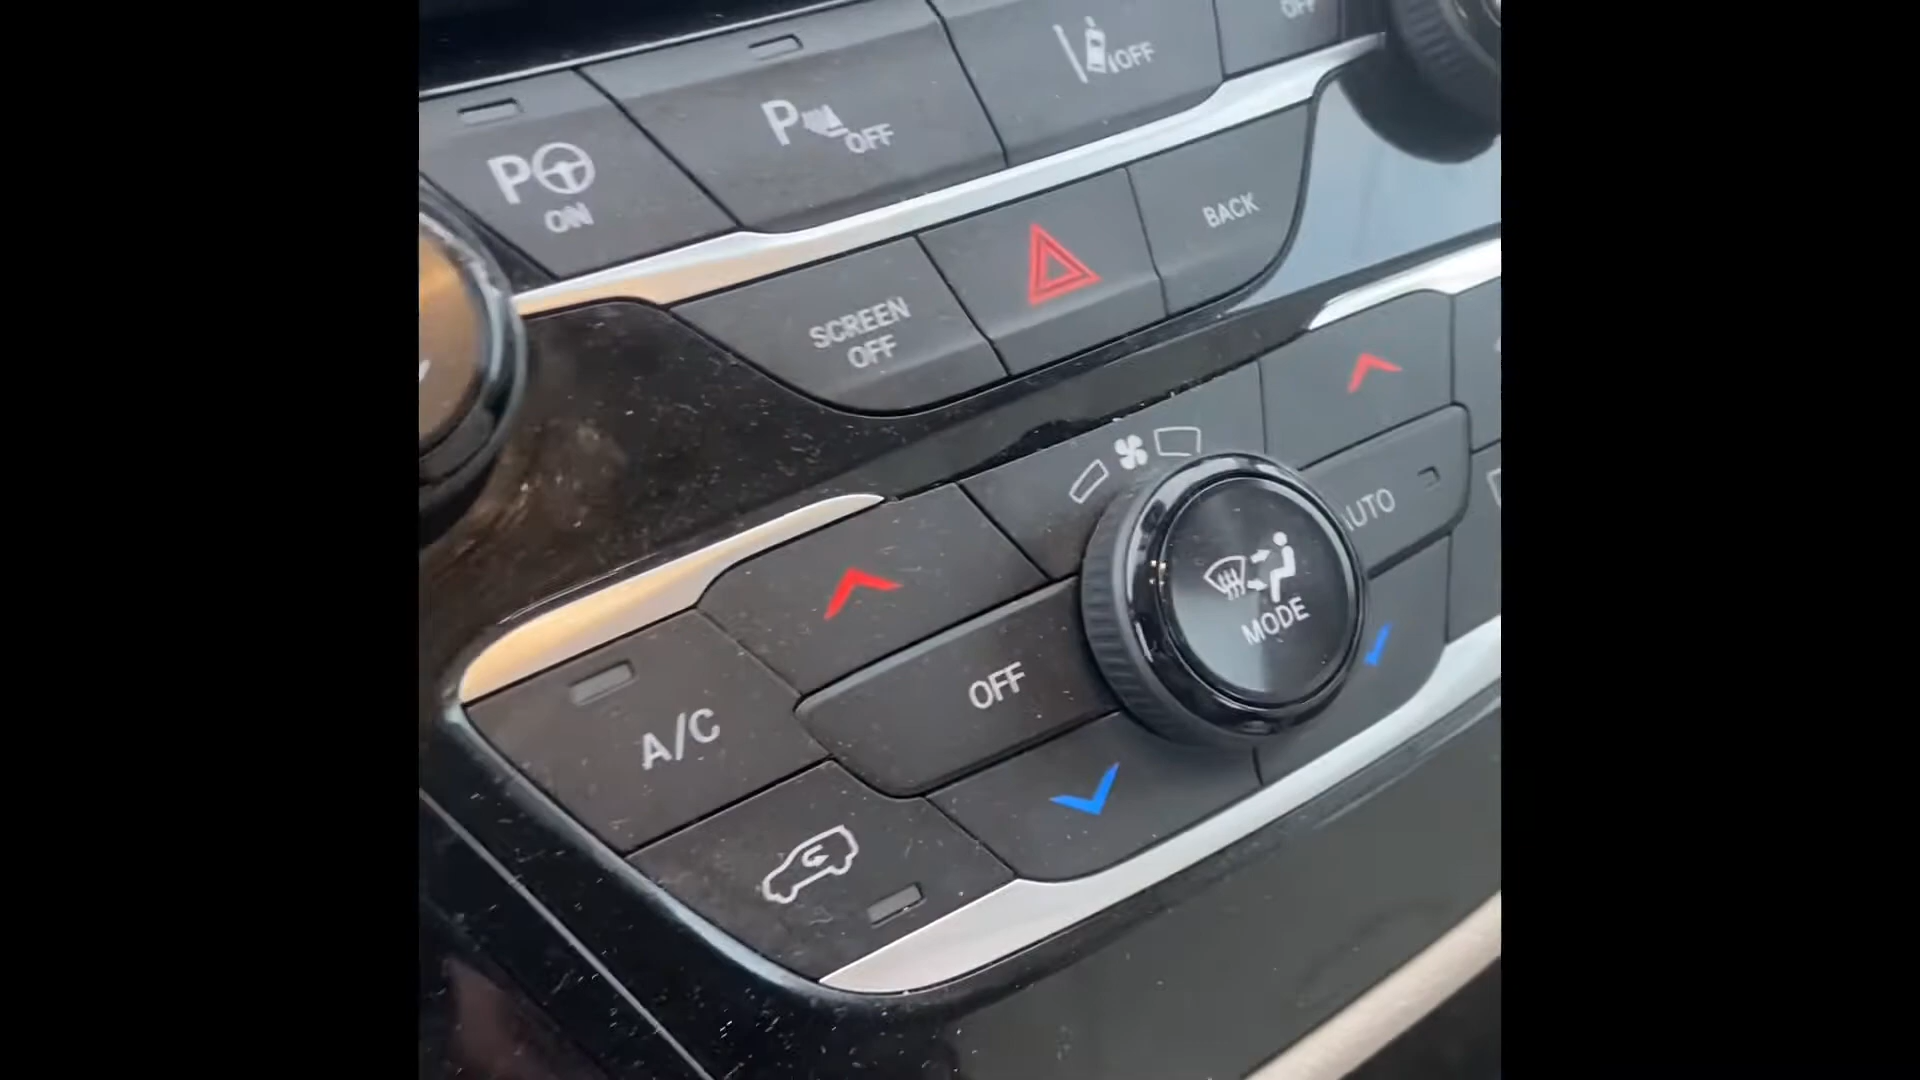 OFF
OFF
P OFF
P
ON
BACK
SCREEN
OFF
AUTO
MODE
OFF
A/C